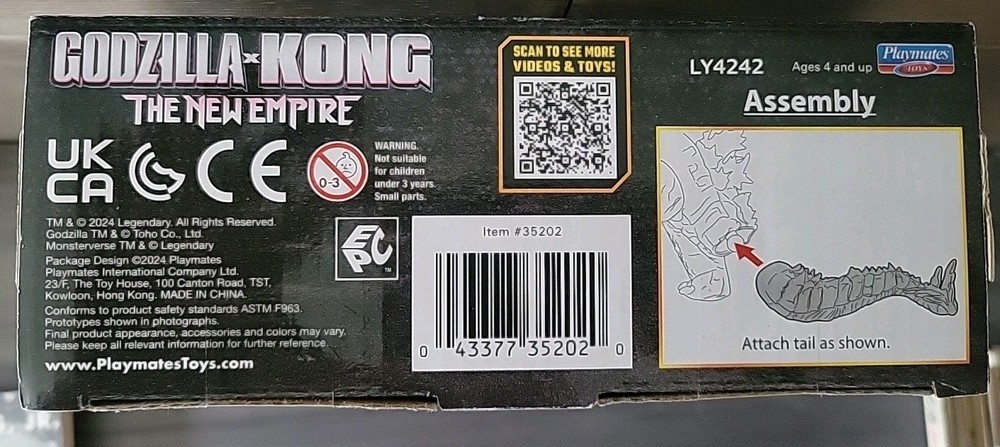 GODZILLA x KONG
THE NEW EMPIRE
UK
CA
CE
0-3
WARNING.
Not suitable
for children
under 3 years.
Small parts.
TM & © 2024 Legendary. All Rights Reserved.
Godzilla TM & © Toho Co., Ltd.
Monsterverse TM & © Legendary
Package Design ©2024 Playmates
Playmates International Company Ltd.
23/F, The Toy House, 100 Canton Road, TST,
Kowloon, Hong Kong. MADE IN CHINA.
Conforms to product safety standards ASTM F963.
Prototypes shown in photographs.
Final product appearance, accessories and colors may vary.
Please keep all relevant information for further reference.
www.PlaymatesToys.com
EPC
TM
SCAN TO SEE MORE
VIDEOS & TOYS!
Item #35202
0 43377 35202 0
LY4242
Ages 4 and up
Playmates
TOYS
Assembly
Attach tail as shown.